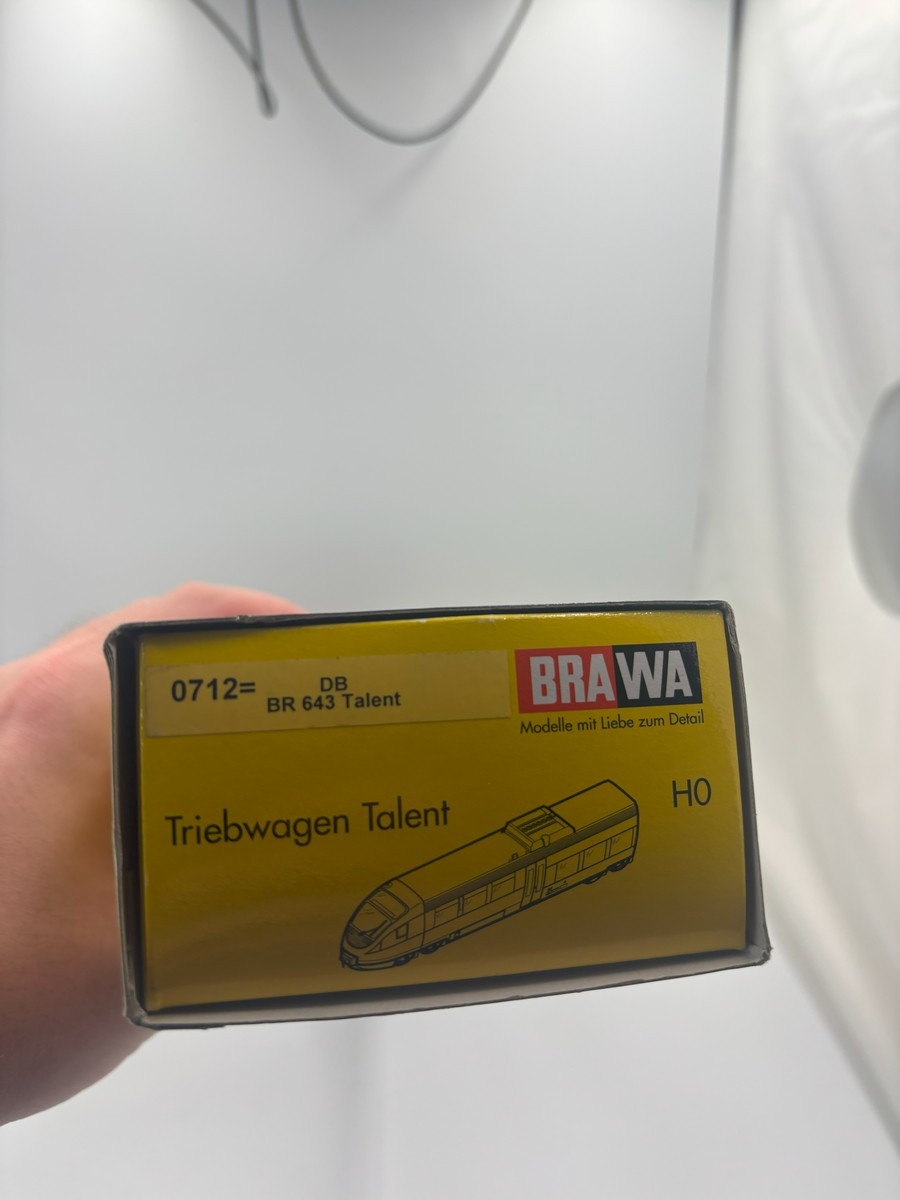 0712=
DB
BR 643 Talent
BRAWA
Modelle mit Liebe zum Detail
Triebwagen Talent
H0